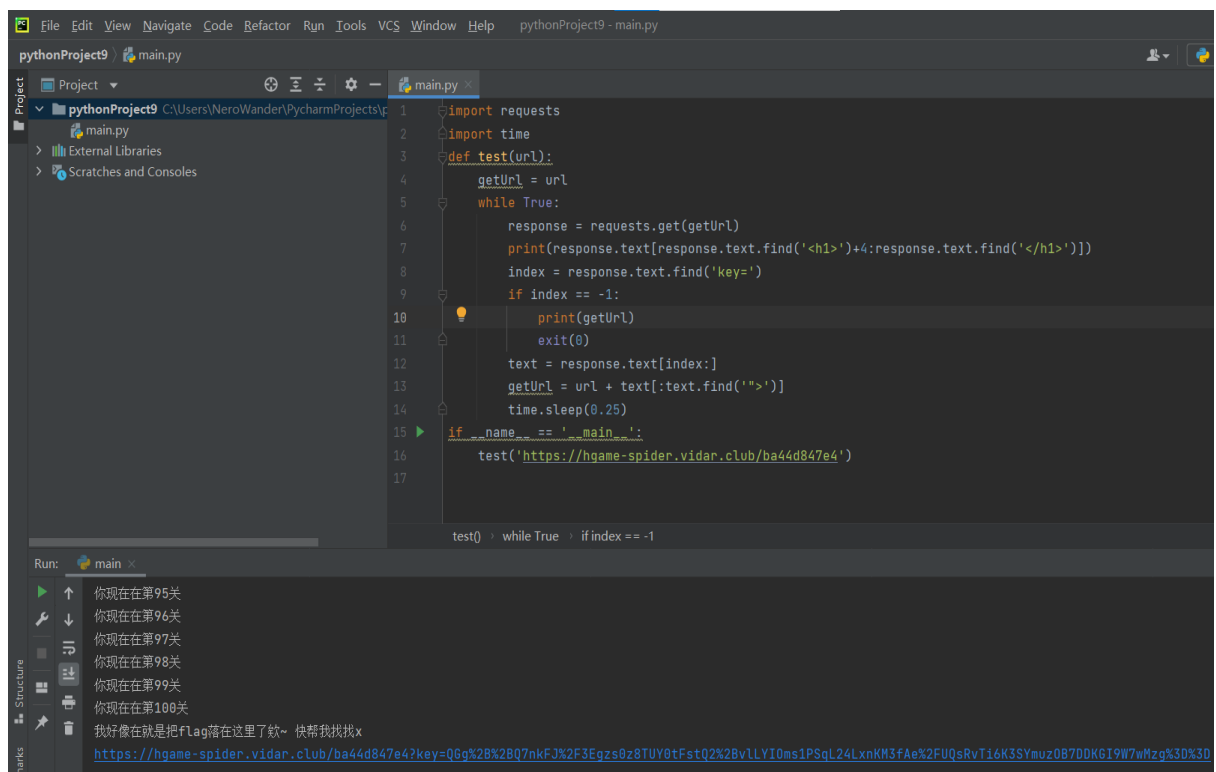 File Edit View Navigate Code Refactor Run Tools VCS Window Help pythonProject9 - main.py
pythonProject9 main.py
Project
Project
main.py
pythonProject9 C:\Users\NeroWander\PycharmProjects\p
main.py
External Libraries
Scratches and Consoles
1 import requests
2 import time
3 def test(url):
4 getUrl = url
5 while True:
6 response = requests.get(getUrl)
7 print(response.text[response.text.find('<h1>')+4:response.text.find('</h1>')])
8 index = response.text.find('key=')
9 if index == -1:
10 print(getUrl)
11 exit(0)
12 text = response.text[index:]
13 getUrl = url + text[:text.find('">')]
14 time.sleep(0.25)
15 if __name__ == '__main__':
16 test('https://hgame-spider.vidar.club/ba44d847e4')
17
test() while True if index == -1
Run: main
你现在在第95关
你现在在第96关
你现在在第97关
你现在在第98关
你现在在第99关
你现在在第100关
我好像在就是把flag落在这里了欸~ 快帮我找找x
https://hgame-spider.vidar.club/ba44d847e4?key=QGg%2B%2BQ7nkFJ%2F3Egzs0z8TUY0tFstQ2%2BvlLYIOms1PSqL24LxnKM3fAe%2FUQsRvTi6K3SYmuzOB7DDKGI9W7wMzg%3D%3D
Structure
marks